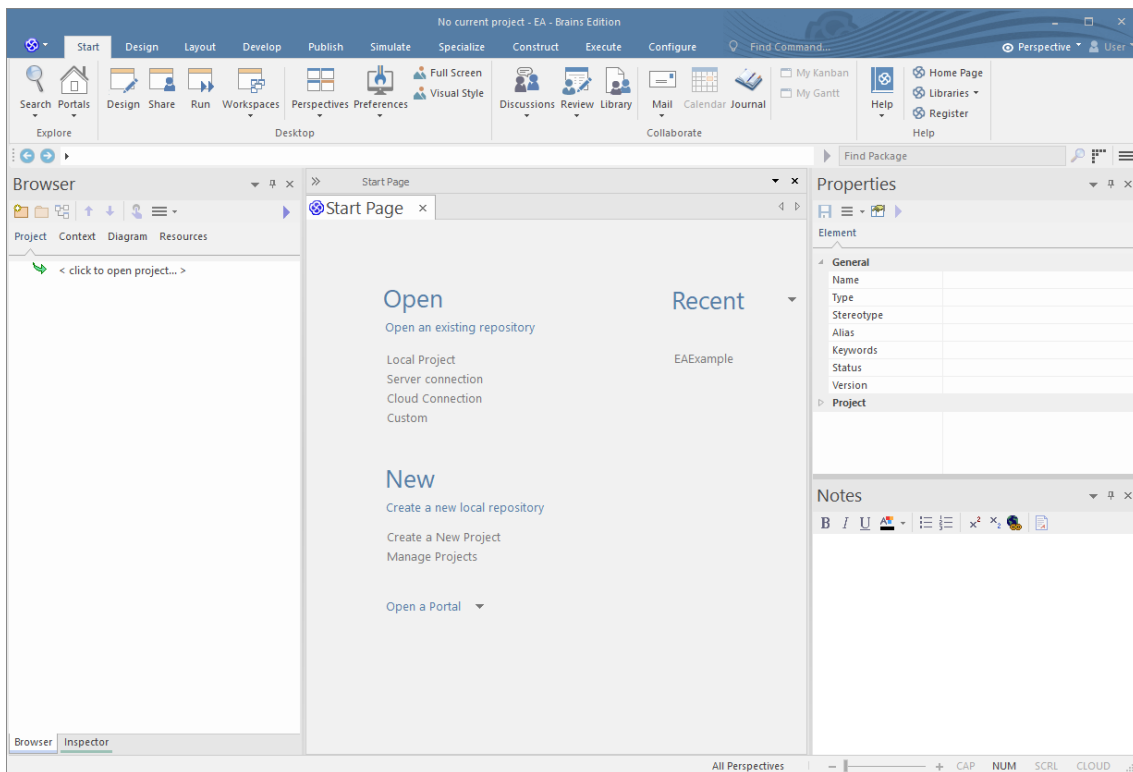 No current project - EA - Brains Edition
Start Design Layout Develop Publish Simulate Specialize Construct Execute Configure Find Command... Perspective User
Search Portals Design Share Run Workspaces Perspectives Preferences Full Screen Visual Style Discussions Review Library Mail Calendar Journal My Kanban My Gantt Help Home Page Libraries Register
Explore Desktop Collaborate Help
Find Package
Browser
Project Context Diagram Resources
< click to open project... >
Browser Inspector
Start Page
Start Page
Open
Open an existing repository
Local Project
Server connection
Cloud Connection
Custom
New
Create a new local repository
Create a New Project
Manage Projects
Open a Portal
Recent
EAExample
Properties
Element
General
Name
Type
Stereotype
Alias
Keywords
Status
Version
Project
Notes
B I U A x² ×₂
All Perspectives CAP NUM SCRL CLOUD